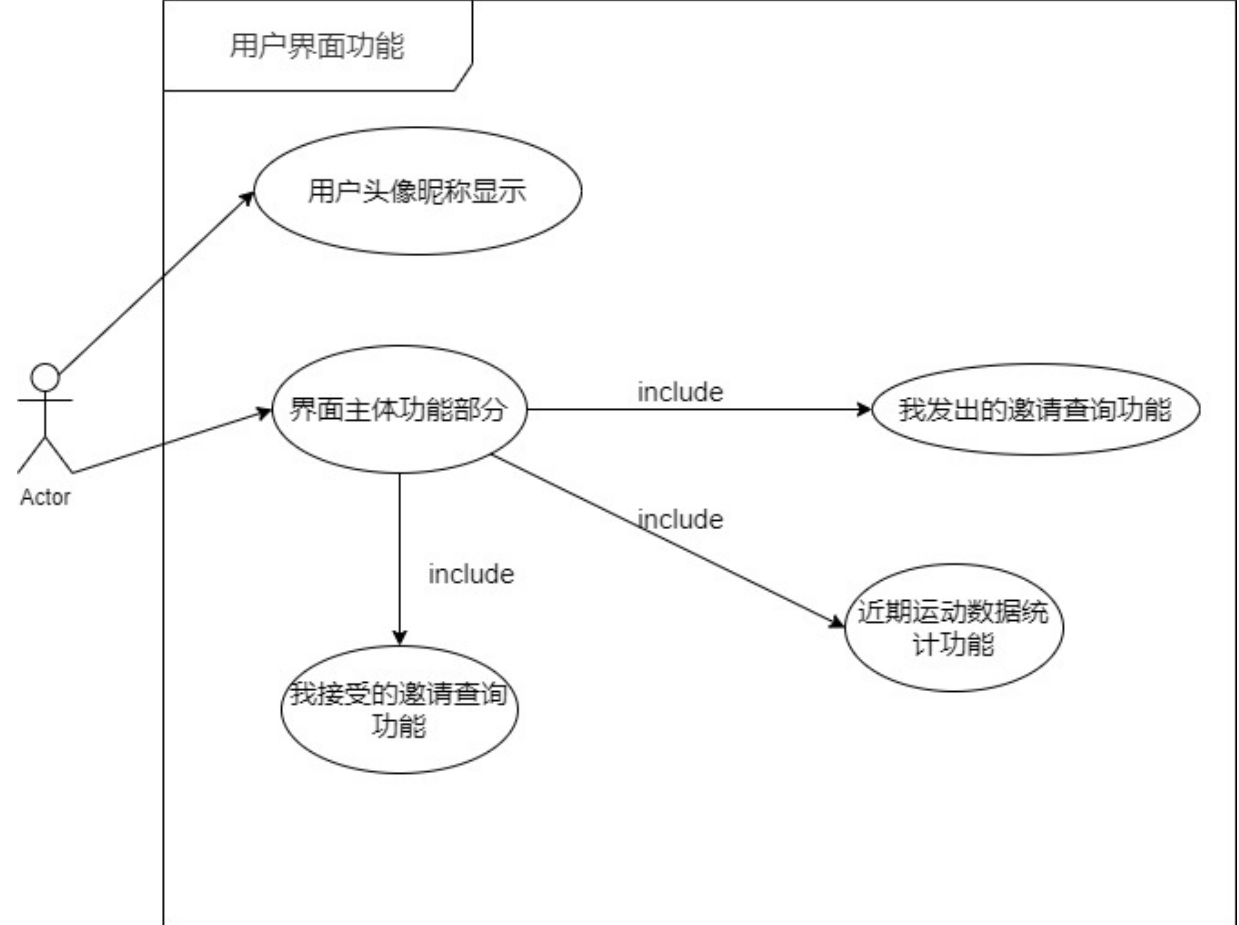 用户界面功能
用户头像昵称显示
界面主体功能部分
include
我发出的邀请查询功能
Actor
include
include
近期运动数据统
计功能
我接受的邀请查询
功能